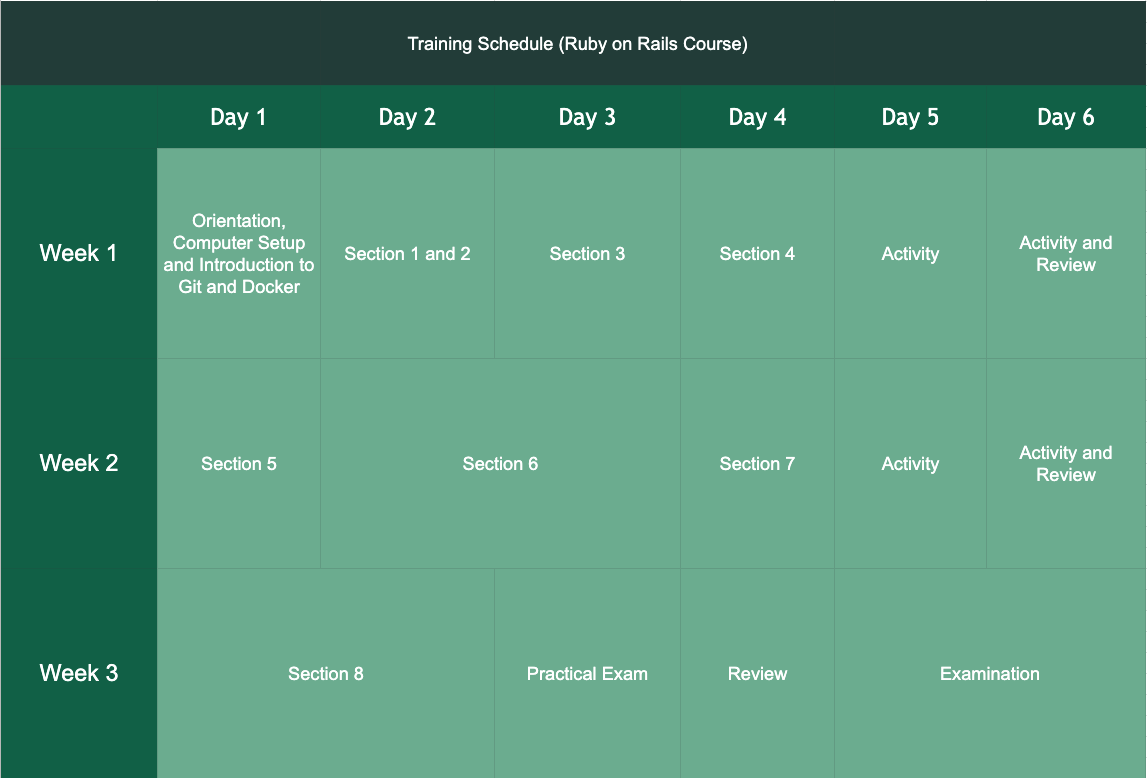 Training Schedule (Ruby on Rails Course)
Day 1
Day 2
Day 3
Day 4
Day 5
Day 6
Week 1
Orientation,
Computer Setup
and Introduction to
Git and Docker
Section 1 and 2
Section 3
Section 4
Activity
Activity and
Review
Week 2
Section 5
Section 6
Section 7
Activity
Activity and
Review
Week 3
Section 8
Practical Exam
Review
Examination